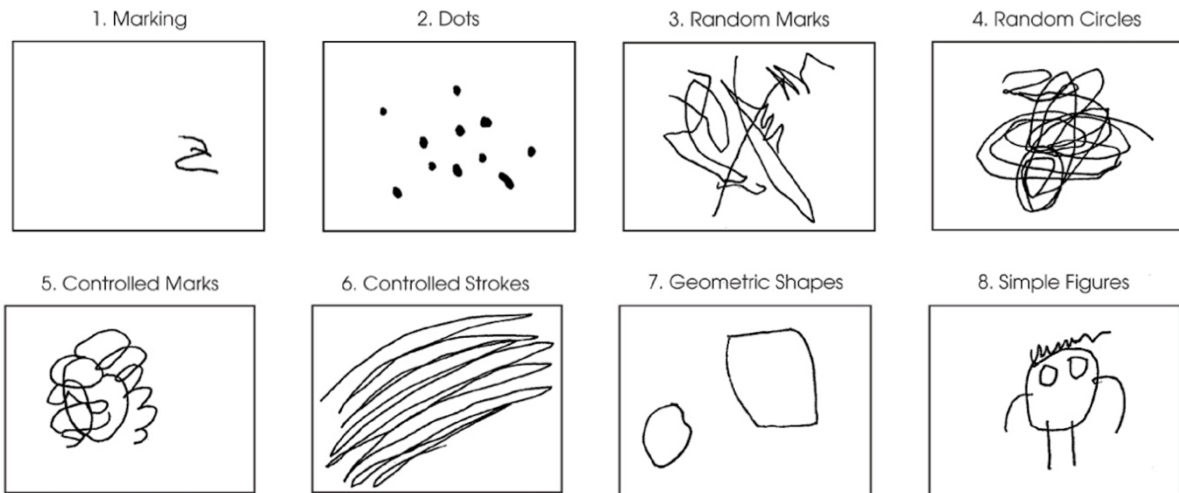 1. Marking
2. Dots
3. Random Marks
4. Random Circles
5. Controlled Marks
6. Controlled Strokes
7. Geometric Shapes
8. Simple Figures